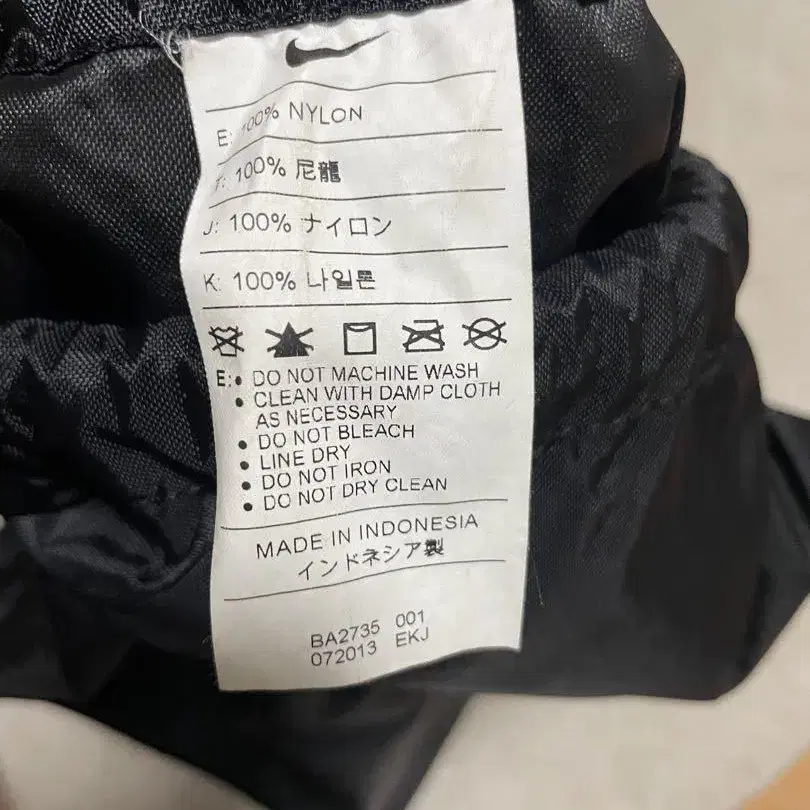 E: 100% NYLON
T: 100% 尼龍
J: 100% ナイロン
K: 100% 나일론
E: • DO NOT MACHINE WASH
• CLEAN WITH DAMP CLOTH
AS NECESSARY
• DO NOT BLEACH
• LINE DRY
• DO NOT IRON
• DO NOT DRY CLEAN
MADE IN INDONESIA
インドネシア製
BA2735 001
072013 EKJ